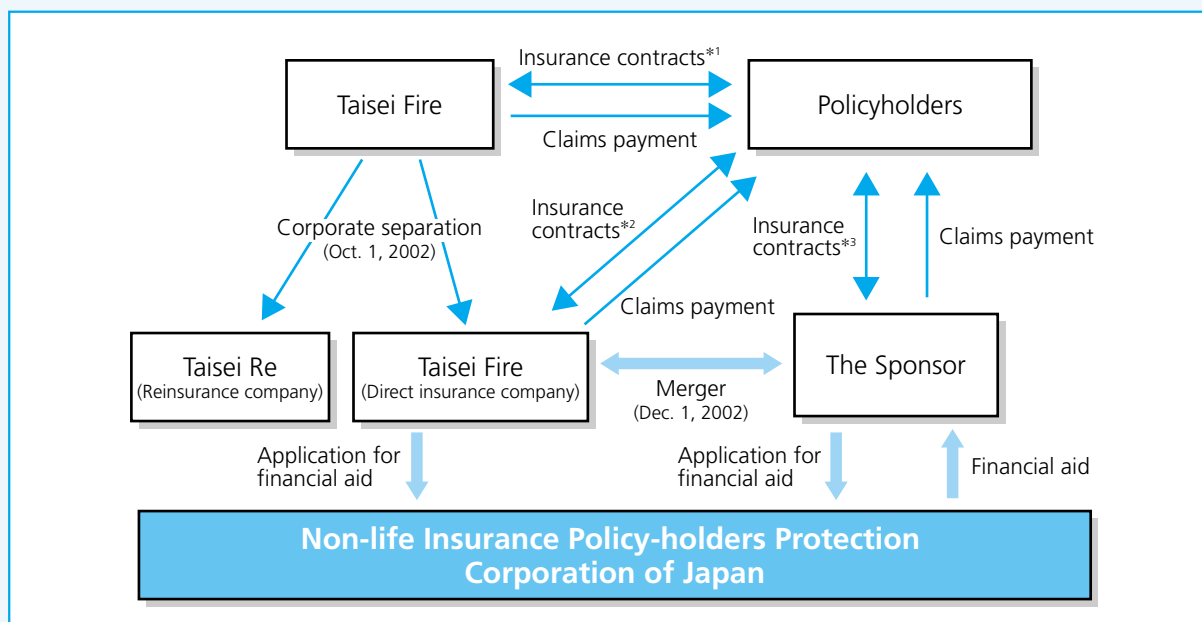 Insurance contracts*1
Taisei Fire
Policyholders
Claims payment
Corporate separation
(Oct. 1, 2002)
Insurance
contracts*2
Insurance
contracts*3
Claims payment
Claims payment
Taisei Re
(Reinsurance company)
Taisei Fire
(Direct insurance company)
The Sponsor
Merger
(Dec. 1, 2002)
Application for
financial aid
Application for
financial aid
Financial aid
Non-life Insurance Policy-holders Protection
Corporation of Japan